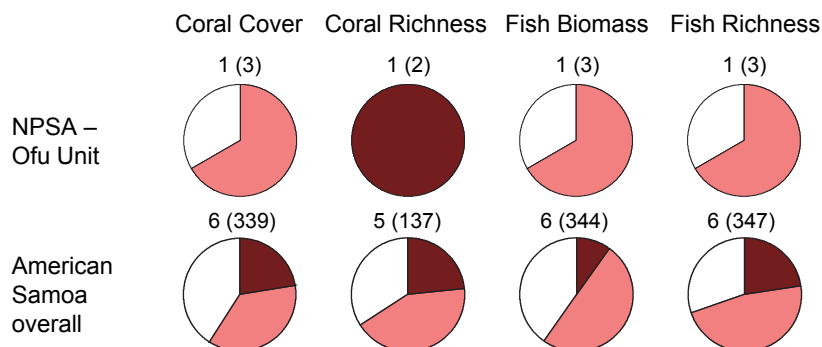 Coral Cover Coral Richness Fish Biomass Fish Richness
1 (3) 1 (2) 1 (3) 1 (3)
NPSA –
Ofu Unit
6 (339) 5 (137) 6 (344) 6 (347)
American
Samoa
overall